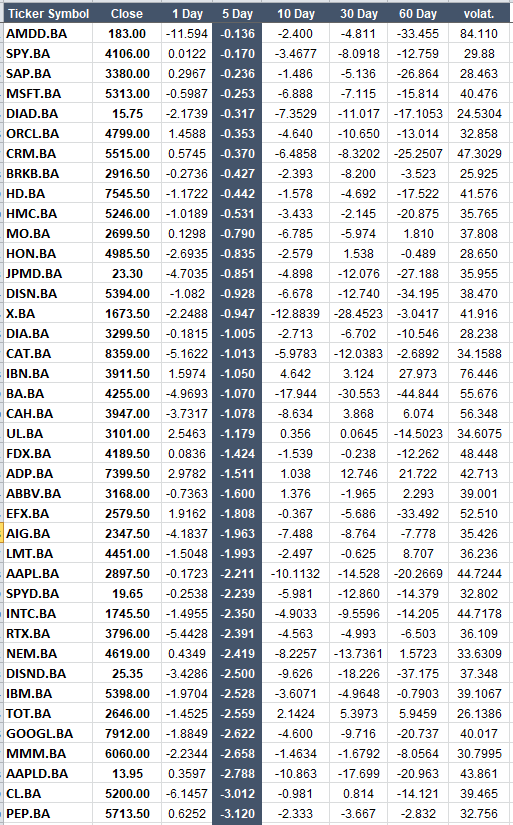 Ticker Symbol Close 1 Day 5 Day 10 Day 30 Day 60 Day volat.
AMDD.BA 183.00 -11.594 -0.136 -2.400 -4.811 -33.455 84.110
SPY.BA 4106.00 0.0122 -0.170 -3.4677 -8.0918 -12.759 29.88
SAP.BA 3380.00 0.2967 -0.236 -1.486 -5.136 -26.864 28.463
MSFT.BA 5313.00 -0.5987 -0.253 -6.888 -7.115 -15.814 40.476
DIAD.BA 15.75 -2.1739 -0.317 -7.3529 -11.017 -17.1053 24.5304
ORCL.BA 4799.00 1.4588 -0.353 -4.640 -10.650 -13.014 32.858
CRM.BA 5515.00 0.5745 -0.370 -6.4858 -8.3202 -25.2507 47.3029
BRKB.BA 2916.50 -0.2736 -0.427 -2.393 -8.200 -3.523 25.925
HD.BA 7545.50 -1.1722 -0.442 -1.578 -4.692 -17.522 41.576
HMC.BA 5246.00 -1.0189 -0.531 -3.433 -2.145 -20.875 35.765
MO.BA 2699.50 0.1298 -0.790 -6.785 -5.974 1.810 37.808
HON.BA 4985.50 -2.6935 -0.835 -2.579 1.538 -0.489 28.650
JPMD.BA 23.30 -4.7035 -0.851 -4.898 -12.076 -27.188 35.955
DISN.BA 5394.00 -1.082 -0.928 -6.678 -12.740 -34.195 38.470
X.BA 1673.50 -2.2488 -0.947 -12.8839 -28.4523 -3.0417 41.916
DIA.BA 3299.50 -0.1815 -1.005 -2.713 -6.702 -10.546 28.238
CAT.BA 8359.00 -5.1622 -1.013 -5.9783 -12.0383 -2.6892 34.1588
IBN.BA 3911.50 1.5974 -1.050 4.642 3.124 27.973 76.446
BA.BA 4255.00 -4.9693 -1.070 -17.944 -30.553 -44.844 55.676
CAH.BA 3947.00 -3.7317 -1.078 -8.634 3.868 6.074 56.348
UL.BA 3101.00 2.5463 -1.179 0.356 0.0645 -14.5023 34.6075
FDX.BA 4189.50 0.0836 -1.424 -1.539 -0.238 -12.262 48.448
ADP.BA 7399.50 2.9782 -1.511 1.038 12.746 21.722 42.713
ABBV.BA 3168.00 -0.7363 -1.600 1.376 -1.965 2.293 39.001
EFX.BA 2579.50 1.9162 -1.808 -0.367 -5.686 -33.492 52.510
AIG.BA 2347.50 -4.1837 -1.963 -7.488 -8.764 -7.778 35.426
LMT.BA 4451.00 -1.5048 -1.993 -2.497 -0.625 8.707 36.236
AAPL.BA 2897.50 -0.1723 -2.211 -10.1132 -14.528 -20.2669 44.7244
SPYD.BA 19.65 -0.2538 -2.239 -5.981 -12.860 -14.379 32.802
INTC.BA 1745.50 -1.4955 -2.350 -4.9033 -9.5596 -14.205 44.7178
RTX.BA 3796.00 -5.4428 -2.391 -4.563 -4.993 -6.503 36.109
NEM.BA 4619.00 0.4349 -2.419 -8.2257 -13.7361 1.5723 33.6309
DISND.BA 25.35 -3.4286 -2.500 -9.626 -18.226 -37.175 37.348
IBM.BA 5398.00 -1.9704 -2.528 -3.6071 -4.9648 -0.7903 39.1067
TOT.BA 2646.00 -1.4525 -2.559 2.1424 5.3973 5.9459 26.1386
GOOGL.BA 7912.00 -1.8849 -2.622 -4.600 -9.716 -20.737 40.017
MMM.BA 6060.00 -2.2344 -2.658 -1.4634 -1.6792 -8.0564 30.7995
AAPLD.BA 13.95 0.3597 -2.788 -10.863 -17.699 -20.963 43.861
CL.BA 5200.00 -6.1457 -3.012 -0.981 0.814 -14.121 39.465
PEP.BA 5713.50 0.6252 -3.120 -2.333 -3.667 -2.832 32.756